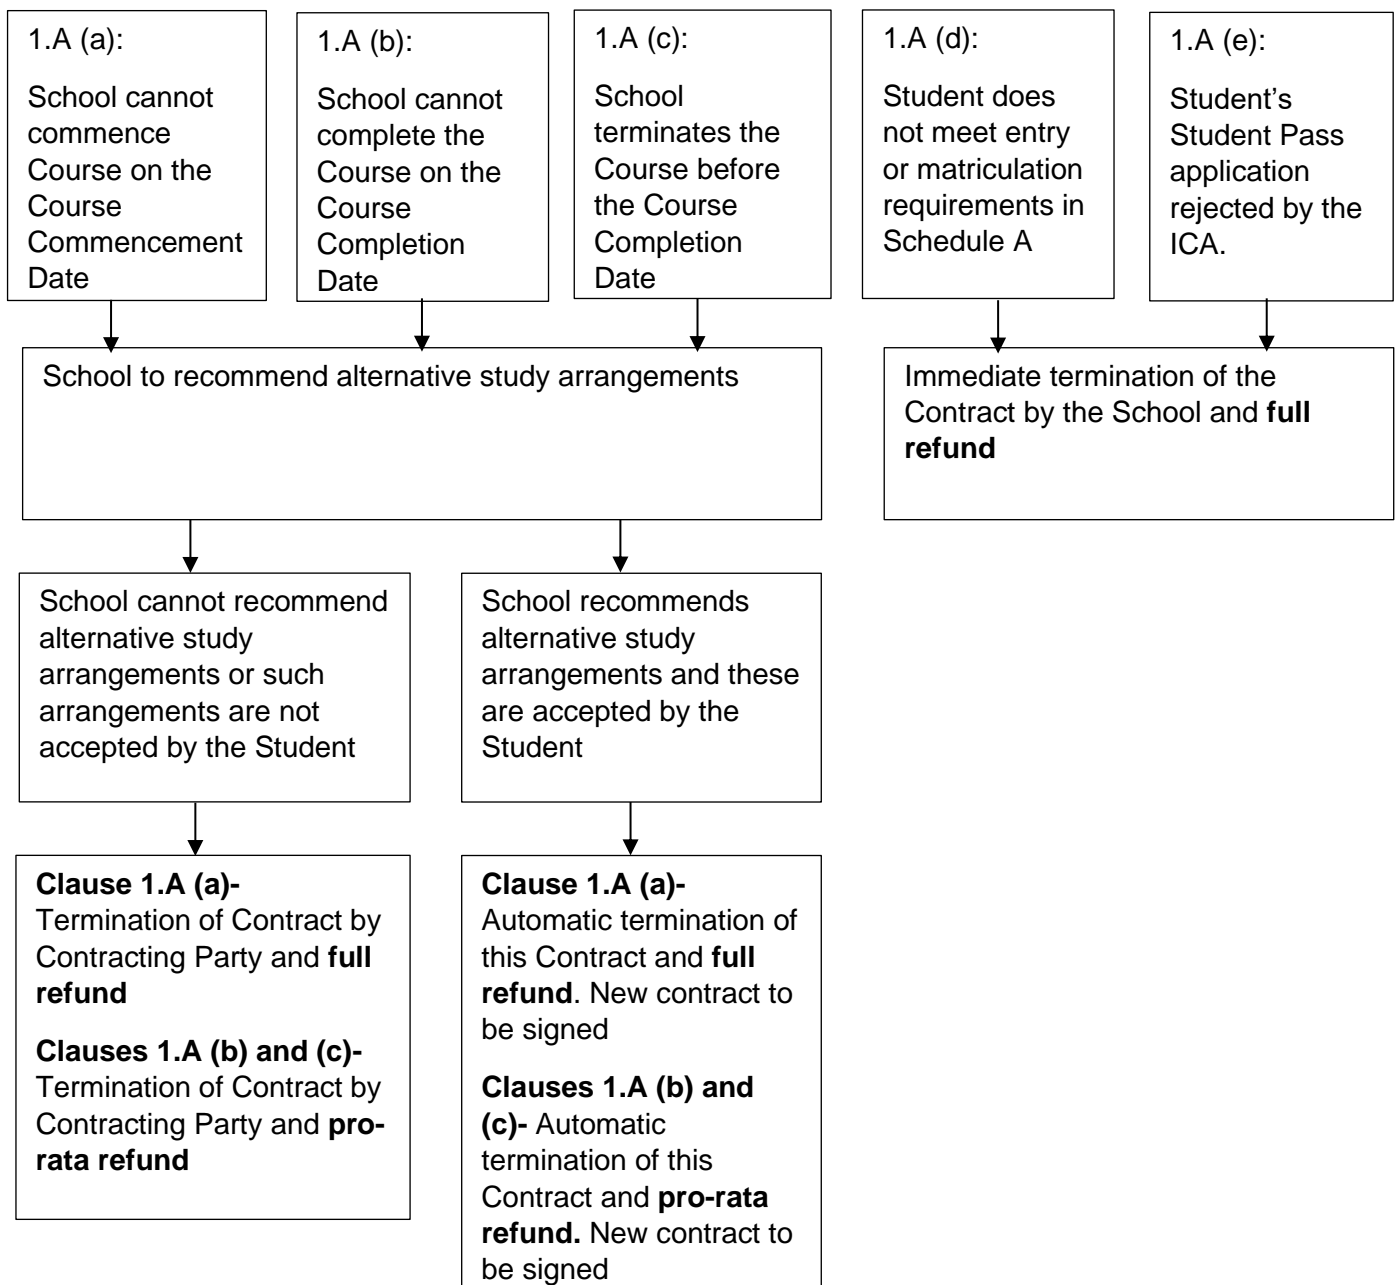 1.A (a):
School cannot
commence
Course on the
Course
Commencement
Date
1.A (b):
School cannot
complete the
Course on the
Course
Completion
Date
1.A (c):
School
terminates the
Course before
the Course
Completion
Date
1.A (d):
Student does
not meet entry
or matriculation
requirements in
Schedule A
1.A (e):
Student’s
Student Pass
application
rejected by the
ICA.
School to recommend alternative study arrangements
Immediate termination of the
Contract by the School and full
refund
School cannot recommend
alternative study
arrangements or such
arrangements are not
accepted by the Student
School recommends
alternative study
arrangements and these
are accepted by the
Student
Clause 1.A (a)-
Termination of Contract by
Contracting Party and full
refund
Clauses 1.A (b) and (c)-
Termination of Contract by
Contracting Party and pro-
rata refund
Clause 1.A (a)-
Automatic termination of
this Contract and full
refund. New contract to
be signed
Clauses 1.A (b) and
(c)- Automatic
termination of this
Contract and pro-rata
refund. New contract to
be signed